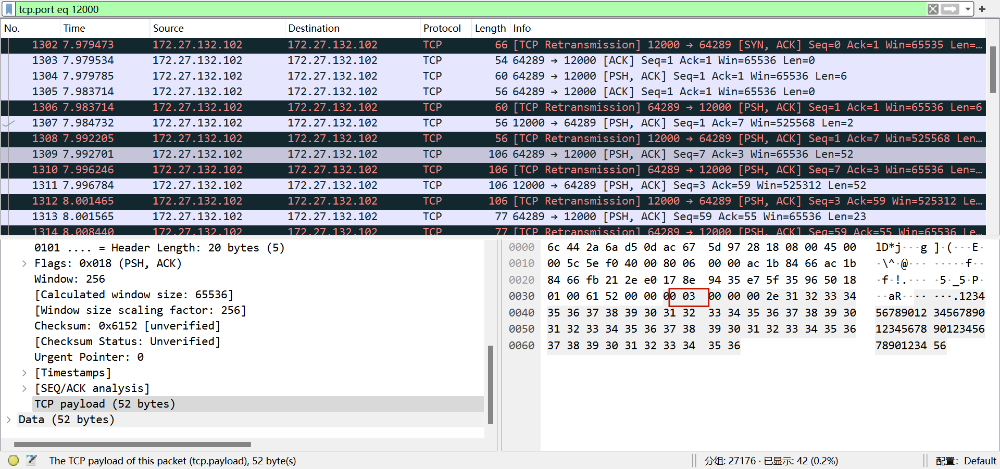 tcp.port eq 12000
No. Time Source Destination Protocol Length Info
1302 7.979473 172.27.132.102 172.27.132.102 TCP 66 [TCP Retransmission] 12000 → 64289 [SYN, ACK] Seq=0 Ack=1 Win=65535 Len=…
1303 7.979534 172.27.132.102 172.27.132.102 TCP 54 64289 → 12000 [ACK] Seq=1 Ack=1 Win=65536 Len=0
1304 7.979785 172.27.132.102 172.27.132.102 TCP 60 64289 → 12000 [PSH, ACK] Seq=1 Ack=1 Win=65536 Len=6
1305 7.983714 172.27.132.102 172.27.132.102 TCP 56 64289 → 12000 [ACK] Seq=1 Ack=1 Win=65536 Len=0
1306 7.983714 172.27.132.102 172.27.132.102 TCP 60 [TCP Retransmission] 64289 → 12000 [PSH, ACK] Seq=1 Ack=1 Win=65536 Len=6
1307 7.984732 172.27.132.102 172.27.132.102 TCP 56 12000 → 64289 [PSH, ACK] Seq=1 Ack=7 Win=525568 Len=2
1308 7.992205 172.27.132.102 172.27.132.102 TCP 56 [TCP Retransmission] 12000 → 64289 [PSH, ACK] Seq=1 Ack=7 Win=525568 Len…
1309 7.992701 172.27.132.102 172.27.132.102 TCP 106 64289 → 12000 [PSH, ACK] Seq=7 Ack=3 Win=65536 Len=52
1310 7.996246 172.27.132.102 172.27.132.102 TCP 106 [TCP Retransmission] 64289 → 12000 [PSH, ACK] Seq=7 Ack=3 Win=65536 Len=…
1311 7.996784 172.27.132.102 172.27.132.102 TCP 106 12000 → 64289 [PSH, ACK] Seq=3 Ack=59 Win=525312 Len=52
1312 8.001465 172.27.132.102 172.27.132.102 TCP 106 [TCP Retransmission] 12000 → 64289 [PSH, ACK] Seq=3 Ack=59 Win=525312 Le…
1313 8.001565 172.27.132.102 172.27.132.102 TCP 77 64289 → 12000 [PSH, ACK] Seq=59 Ack=55 Win=65536 Len=23
1314 8.008440 172.27.132.102 172.27.132.102 TCP 77 [TCP Retransmission] 64289 → 12000 [PSH, ACK] Seq=59 Ack=55 Win=65536 Le…
0101 .... = Header Length: 20 bytes (5)
Flags: 0x018 (PSH, ACK)
Window: 256
[Calculated window size: 65536]
[Window size scaling factor: 256]
Checksum: 0x6152 [unverified]
[Checksum Status: Unverified]
Urgent Pointer: 0
[Timestamps]
[SEQ/ACK analysis]
TCP payload (52 bytes)
Data (52 bytes)
0000 6c 44 2a 6a d5 0d ac 67 5d 97 28 18 08 00 45 00 lD*j···g ]·(···E·
0010 00 5c 5e f0 40 00 80 06 00 00 ac 1b 84 66 ac 1b ·\^·@··· ·····f··
0020 84 66 fb 21 2e e0 17 8e 94 35 e7 5f 35 96 50 18 ·f·!.··· ·5·_5·P·
0030 01 00 61 52 00 00 00 03 00 00 00 2e 31 32 33 34 ··aR···· ···.1234
0040 35 36 37 38 39 30 31 32 33 34 35 36 37 38 39 30 56789012 34567890
0050 31 32 33 34 35 36 37 38 39 30 31 32 33 34 35 36 12345678 90123456
0060 37 38 39 30 31 32 33 34 35 36 78901234 56
The TCP payload of this packet (tcp.payload), 52 byte(s) 分组: 27176 · 已显示: 42 (0.2%) 配置: Default